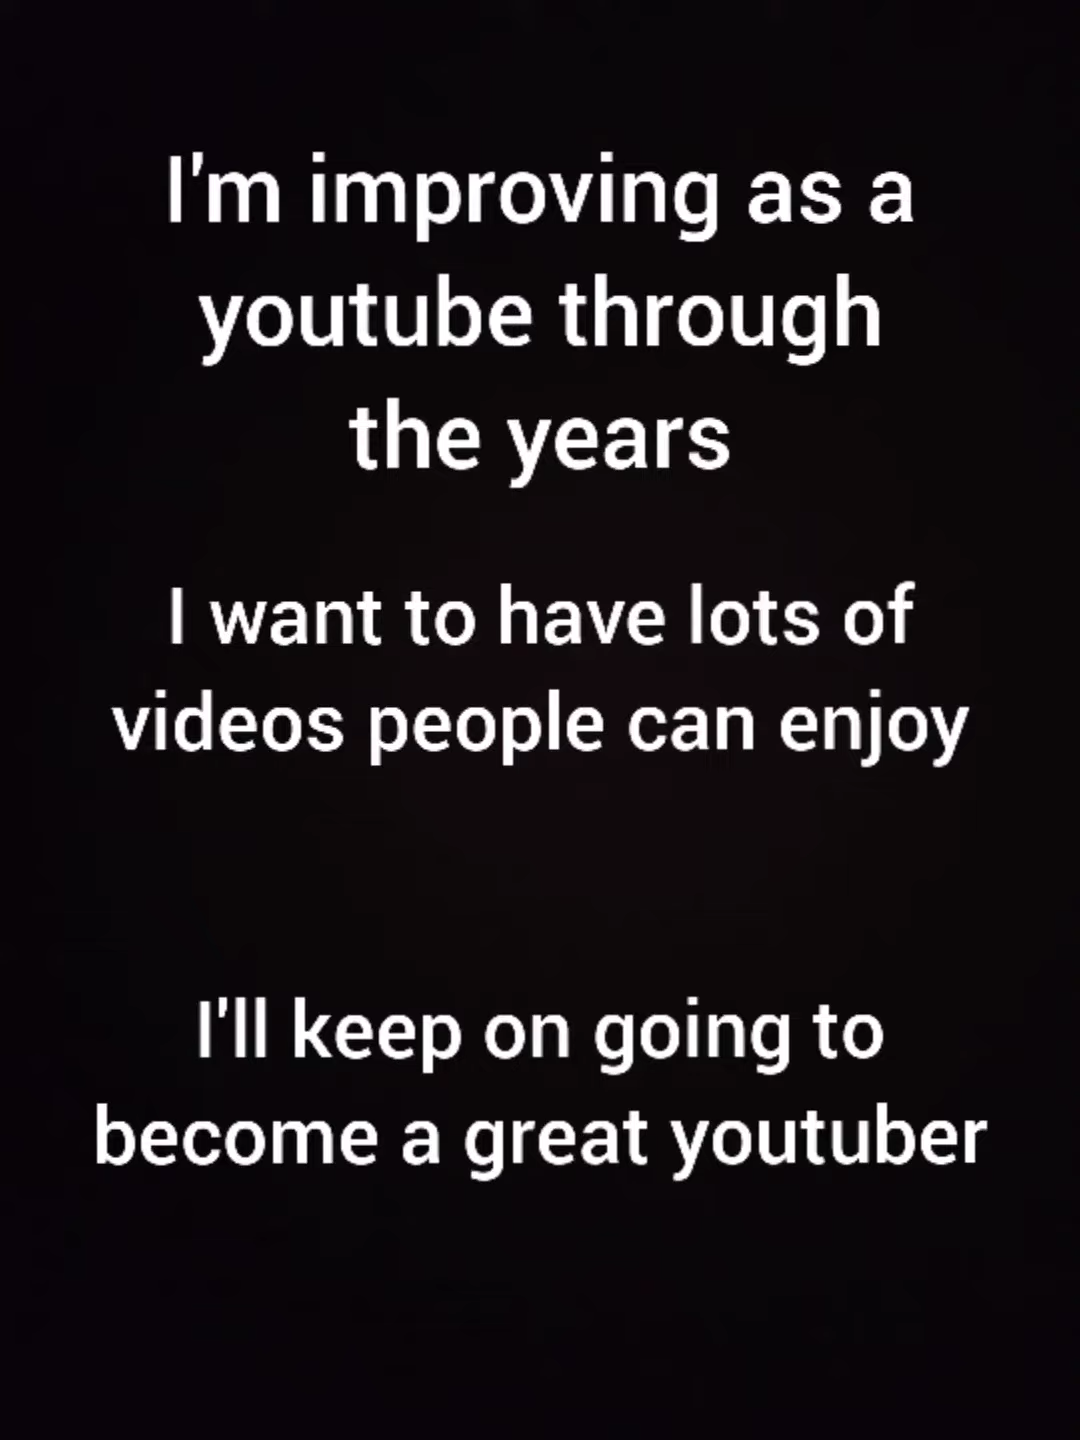 I'm improving as a
youtube through
the years
I want to have lots of
videos people can enjoy
I'll keep on going to
become a great youtuber